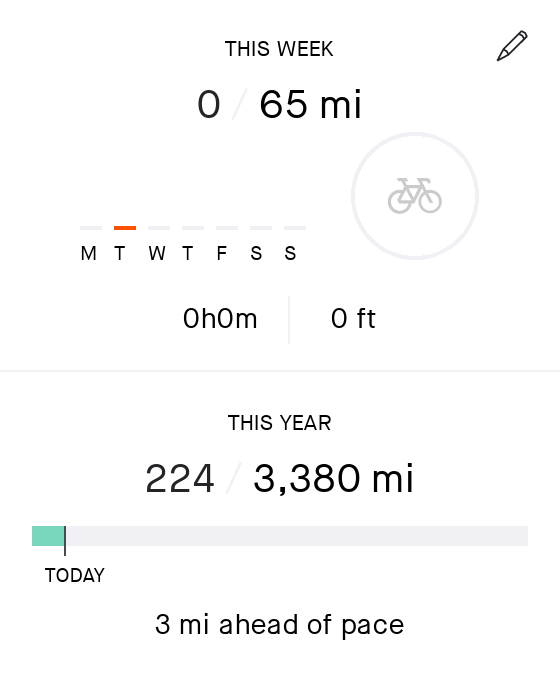 THIS WEEK
0 / 65 mi
M T W T F S S
0h0m 0 ft
THIS YEAR
224 / 3,380 mi
TODAY
3 mi ahead of pace